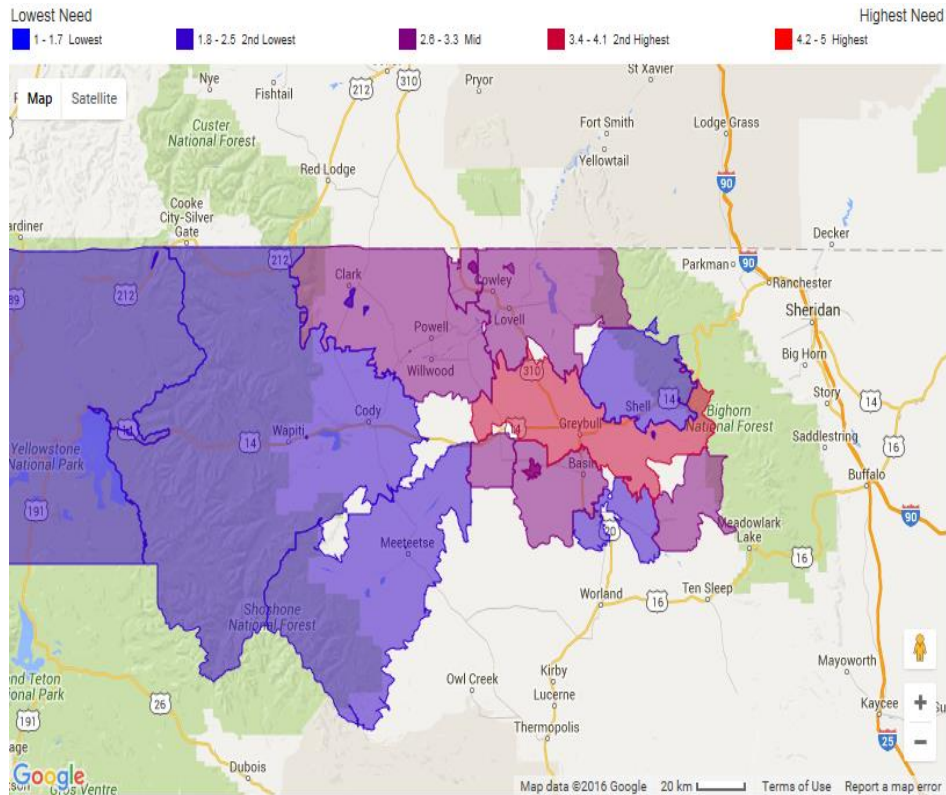 Lowest Need
Highest Need
1 - 1.7 Lowest
1.8 - 2.5 2nd Lowest
2.6 - 3.3 Mid
3.4 - 4.1 2nd Highest
4.2 - 5 Highest
Map
Satellite
Nye
Fishtail
212
310
Pryor
St Xavier
Fort Smith
Yellowtail
Lodge Grass
90
Custer
National Forest
Red Lodge
Cooke
City-Silver
Gate
ardiner
Decker
Parkman
90
Ranchester
Sheridan
Big Horn
Story
14
Saddlestring
16
Buffalo
90
212
212
89
212
Clark
Cowley
Lovell
Powell
Willwood
310
Cody
Wapiti
14
14
Greybull
Shell
14
Bighorn
National Forest
Basin
Yellowstone
National Park
191
Meeteetse
20
Meadowlark
Lake
16
Worland
16
Ten Sleep
Shoshone
National Forest
Owl Creek
Kirby
Lucerne
Thermopolis
Mayoworth
Kaycee
25
and Teton
ational Park
191
26
Dubois
Gros Ventre
Google
Map data ©2016 Google
20 km
Terms of Use
Report a map error